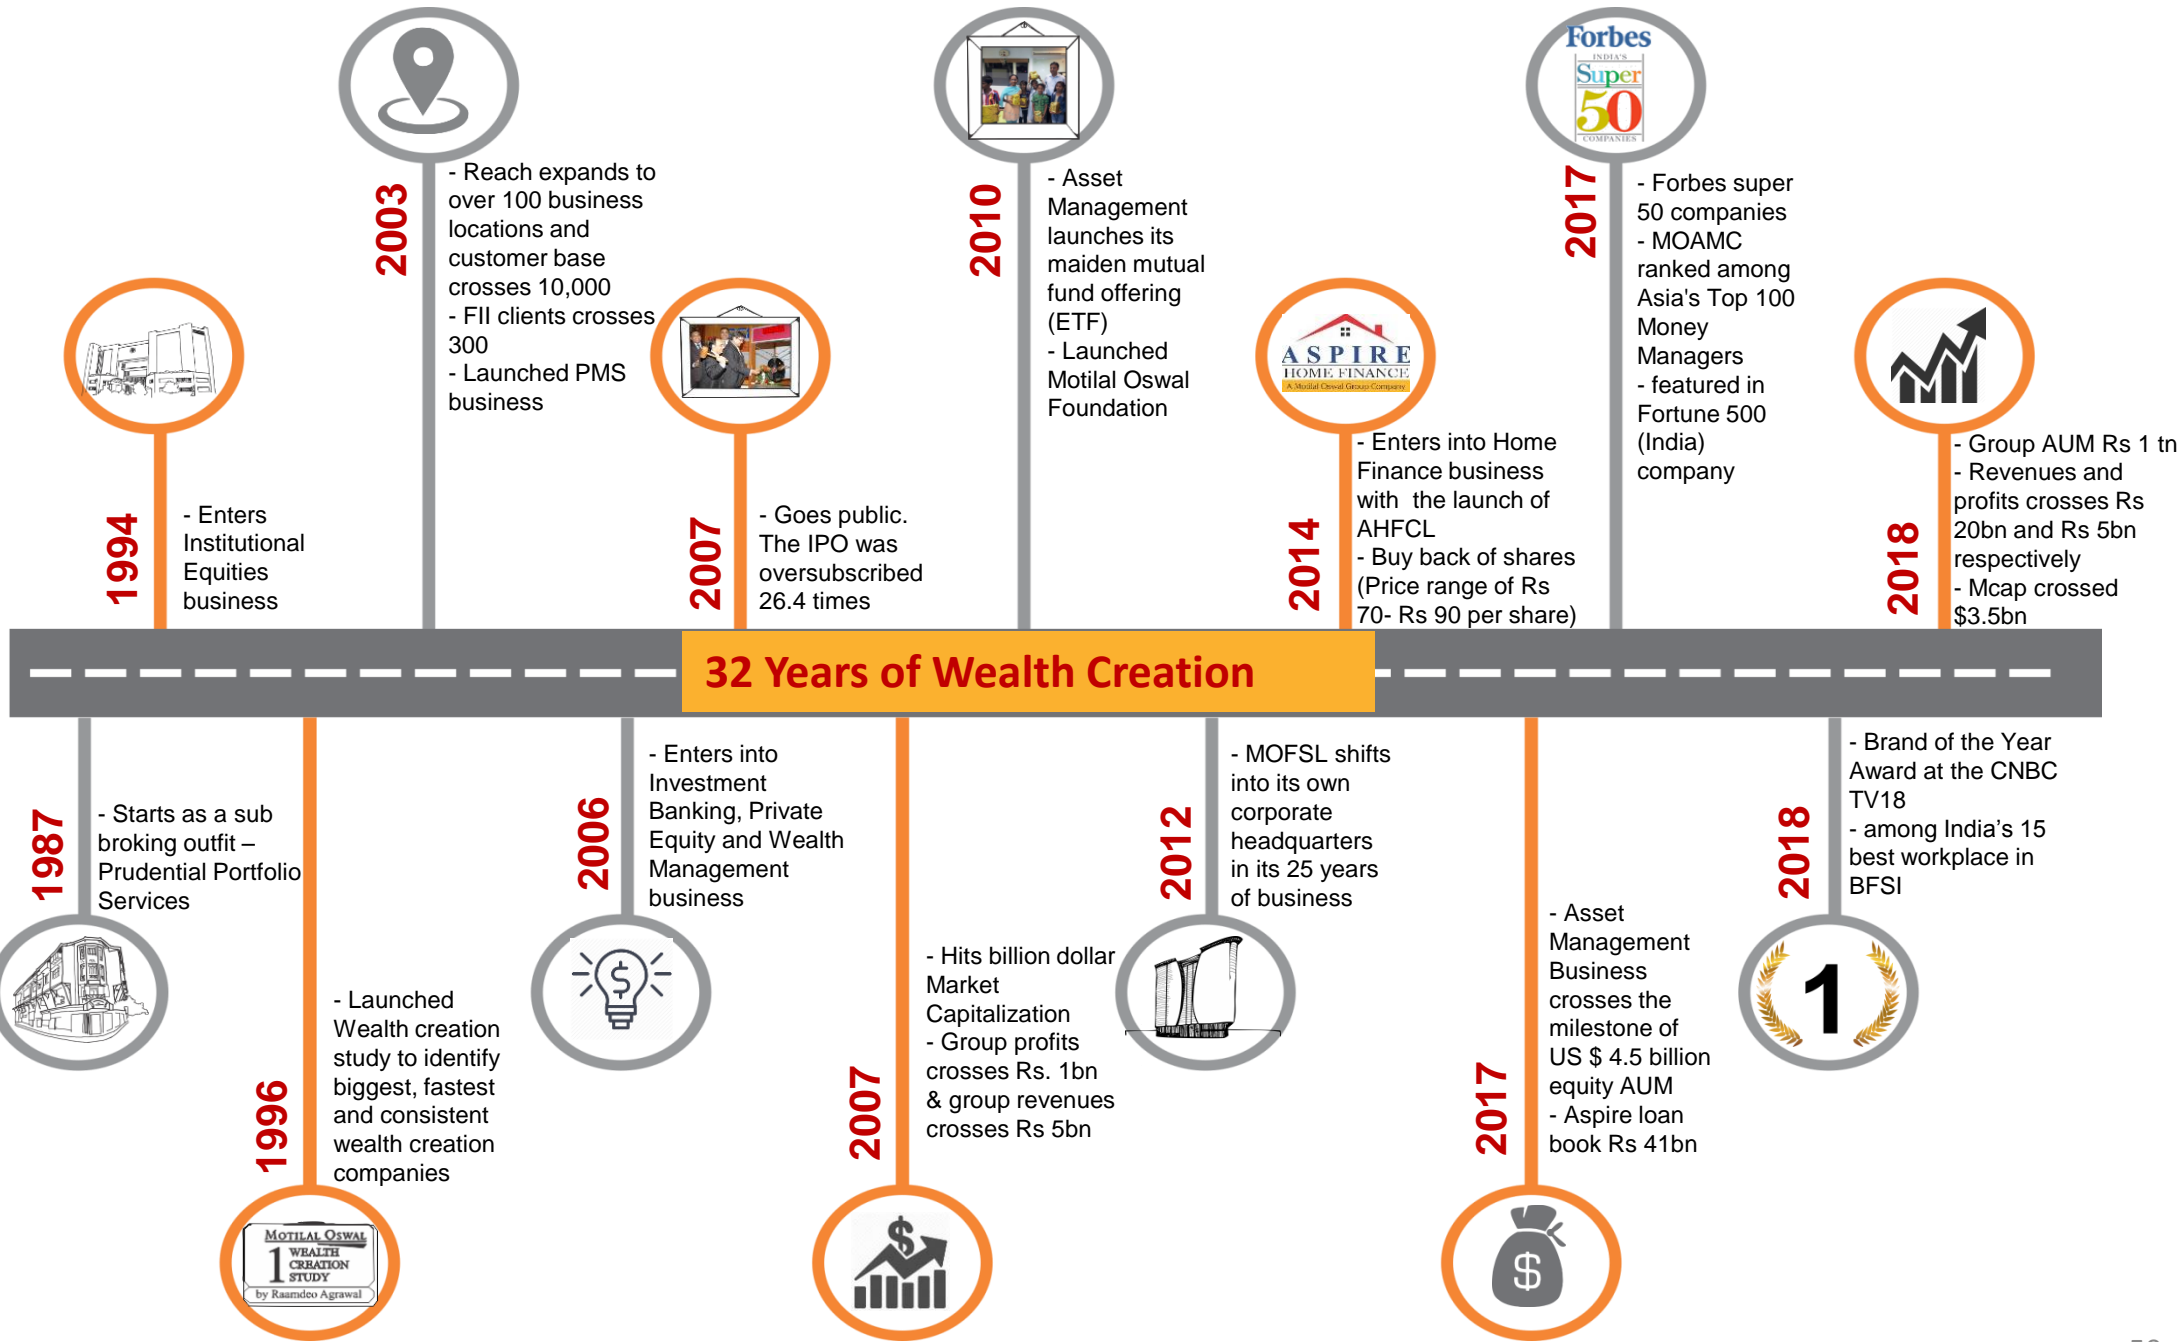 Forbes
INDIA'S
Super
50
COMPANIES
2003
- Reach expands to
over 100 business
locations and
customer base
crosses 10,000
- FII clients crosses
300
- Launched PMS
business
2010
- Asset
Management
launches its
maiden mutual
fund offering
(ETF)
- Launched
Motilal Oswal
Foundation
2017
- Forbes super
50 companies
- MOAMC
ranked among
Asia's Top 100
Money
Managers
- featured in
Fortune 500
(India)
company
1994
- Enters
Institutional
Equities
business
2007
- Goes public.
The IPO was
oversubscribed
26.4 times
ASPIRE
HOME FINANCE
A Motilal Oswal Group Company
2014
- Enters into Home
Finance business
with  the launch of
AHFCL
- Buy back of shares
(Price range of Rs
70- Rs 90 per share)
2018
- Group AUM Rs 1 tn
- Revenues and
profits crosses Rs
20bn and Rs 5bn
respectively
- Mcap crossed
$3.5bn
32 Years of Wealth Creation
1987
- Starts as a sub
broking outfit –
Prudential Portfolio
Services
1996
- Launched
Wealth creation
study to identify
biggest, fastest
and consistent
wealth creation
companies
MOTILAL OSWAL
1 WEALTH
CREATION
STUDY
by Raamdeo Agrawal
2006
- Enters into
Investment
Banking, Private
Equity and Wealth
Management
business
$
2007
- Hits billion dollar
Market
Capitalization
- Group profits
crosses Rs. 1bn
& group revenues
crosses Rs 5bn
$
2012
- MOFSL shifts
into its own
corporate
headquarters
in its 25 years
of business
2017
- Asset
Management
Business
crosses the
milestone of
US $ 4.5 billion
equity AUM
- Aspire loan
book Rs 41bn
$
2018
- Brand of the Year
Award at the CNBC
TV18
- among India’s 15
best workplace in
BFSI
1